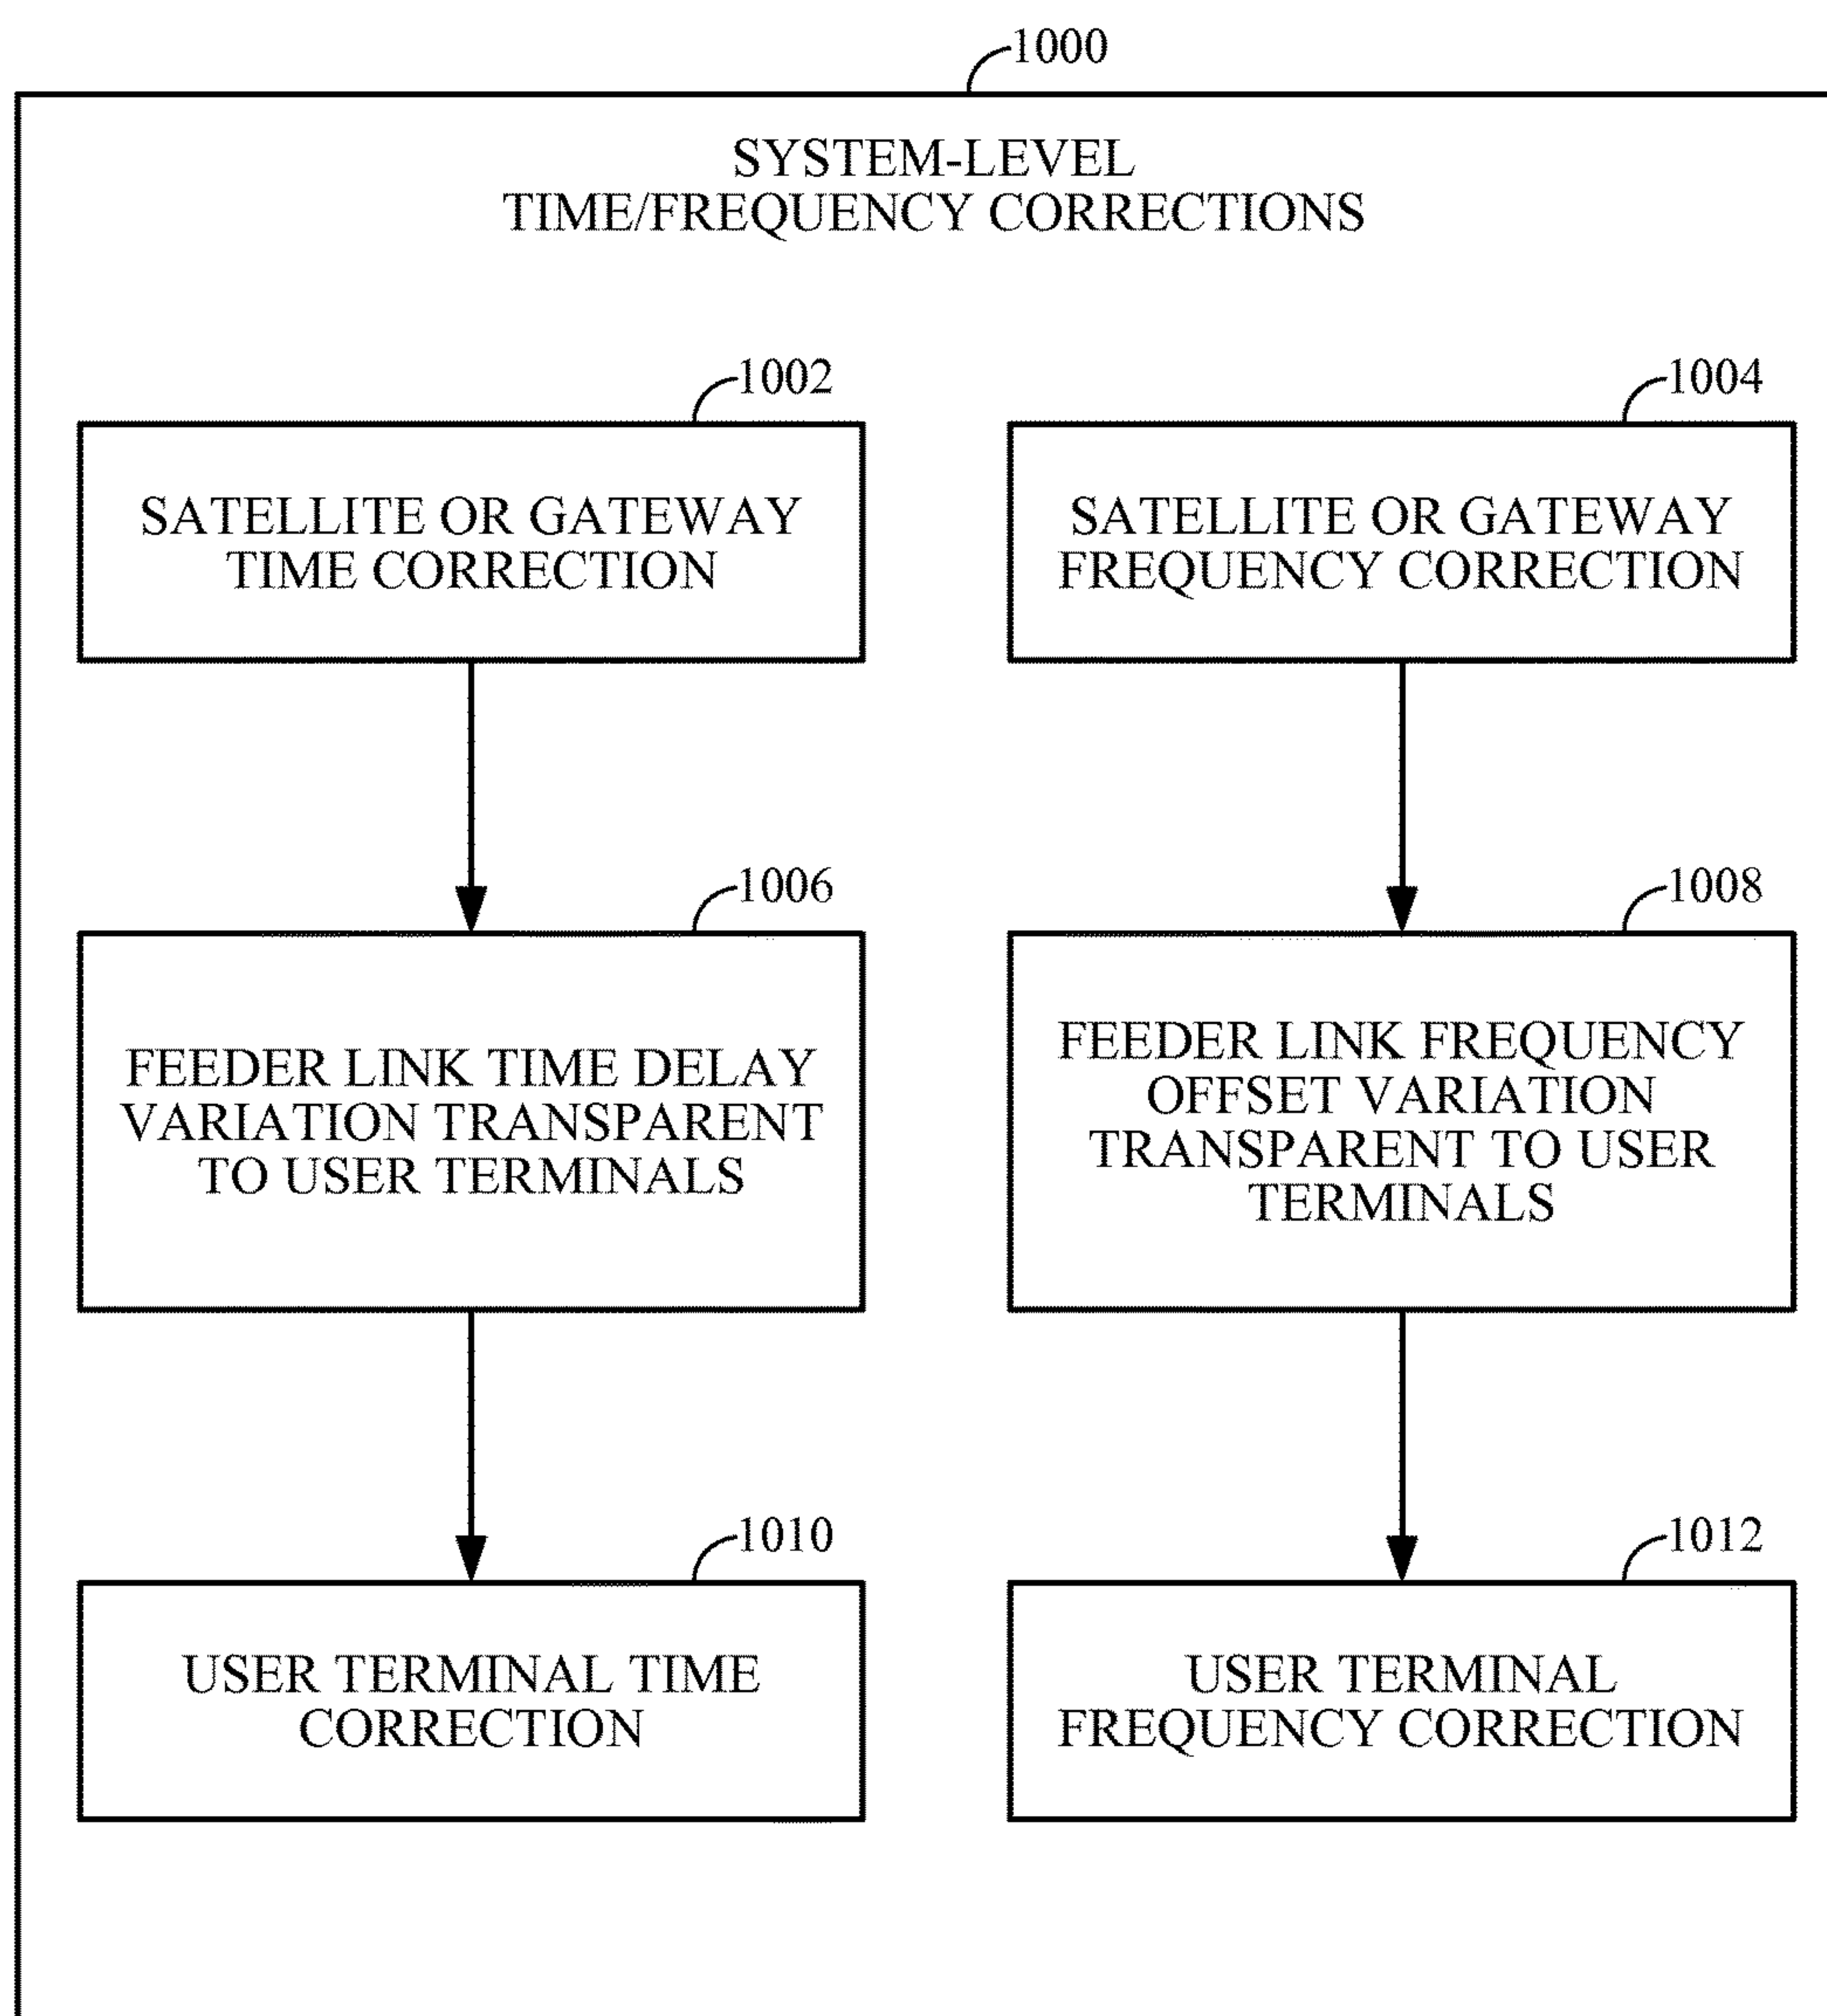 1000
SYSTEM-LEVEL
TIME/FREQUENCY CORRECTIONS
1002
SATELLITE OR GATEWAY
TIME CORRECTION
1004
SATELLITE OR GATEWAY
FREQUENCY CORRECTION
1006
FEEDER LINK TIME DELAY
VARIATION TRANSPARENT
TO USER TERMINALS
1008
FEEDER LINK FREQUENCY
OFFSET VARIATION
TRANSPARENT TO USER
TERMINALS
1010
USER TERMINAL TIME
CORRECTION
1012
USER TERMINAL
FREQUENCY CORRECTION